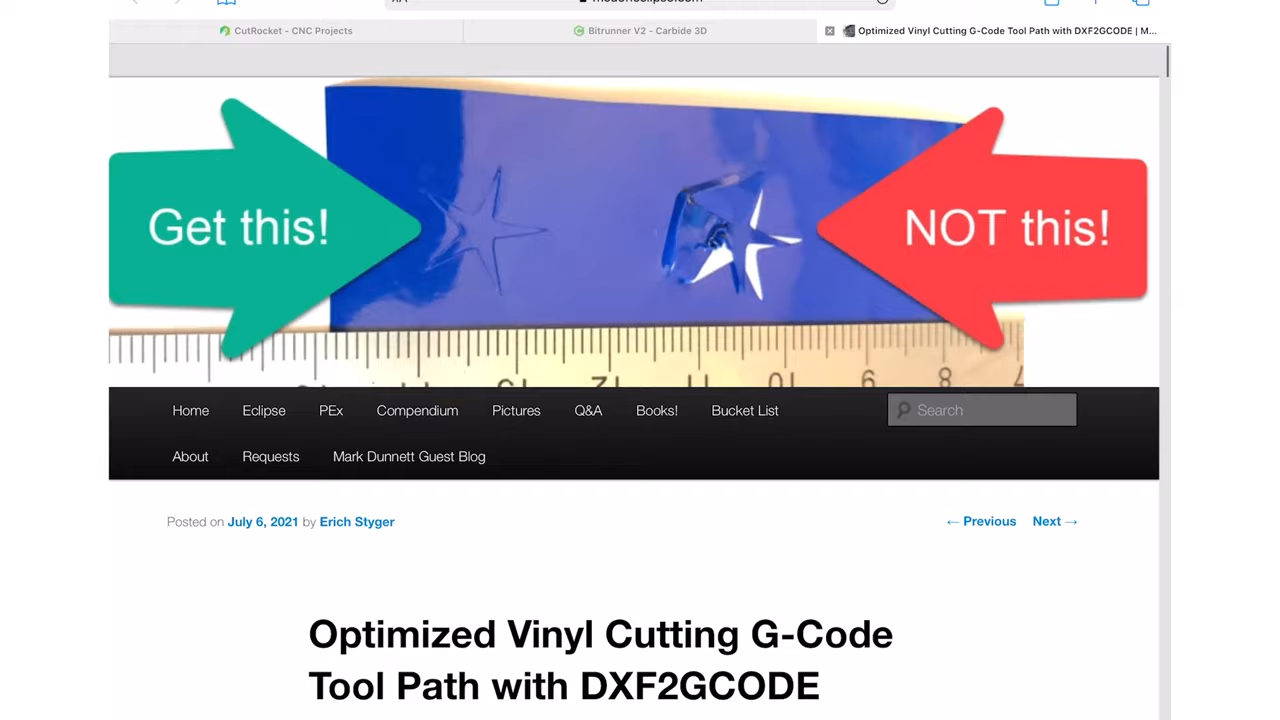 CutRocket - CNC Projects
Bitrunner V2 - Carbide 3D
Optimized Vinyl Cutting G-Code Tool Path with DXF2GCODE | M...
Get this!
NOT this!
Home Eclipse PEx Compendium Pictures Q&A Books! Bucket List
Search
About Requests Mark Dunnett Guest Blog
Posted on July 6, 2021 by Erich Styger
← Previous Next →
Optimized Vinyl Cutting G-Code
Tool Path with DXF2GCODE